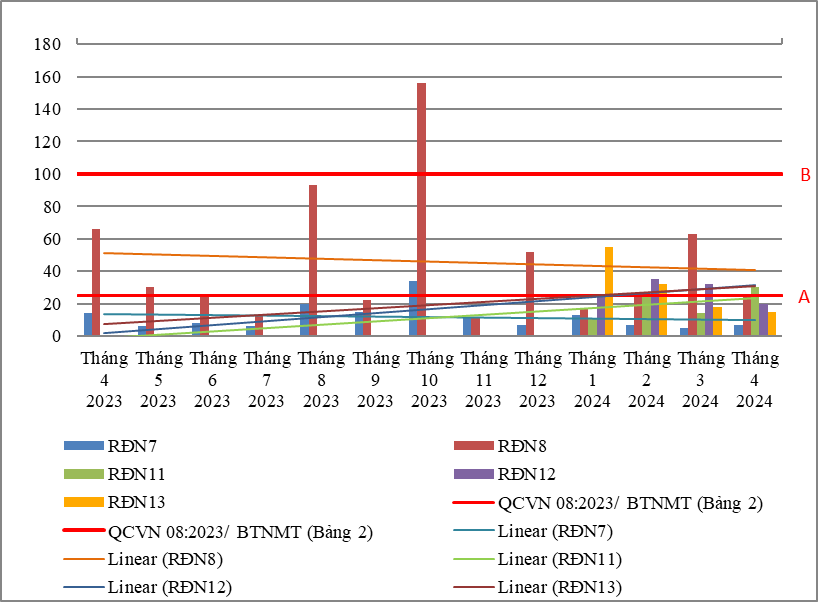 180
160
140
120
100
80
60
40
20
0
B
A
Tháng 4 2023
Tháng 5 2023
Tháng 6 2023
Tháng 7 2023
Tháng 8 2023
Tháng 9 2023
Tháng 10 2023
Tháng 11 2023
Tháng 12 2023
Tháng 1 2024
Tháng 2 2024
Tháng 3 2024
Tháng 4 2024
RĐN7
RĐN8
RĐN11
RĐN12
RĐN13
QCVN 08:2023/ BTNMT (Bảng 2)
QCVN 08:2023/ BTNMT (Bảng 2)
Linear (RĐN7)
Linear (RĐN8)
Linear (RĐN11)
Linear (RĐN12)
Linear (RĐN13)